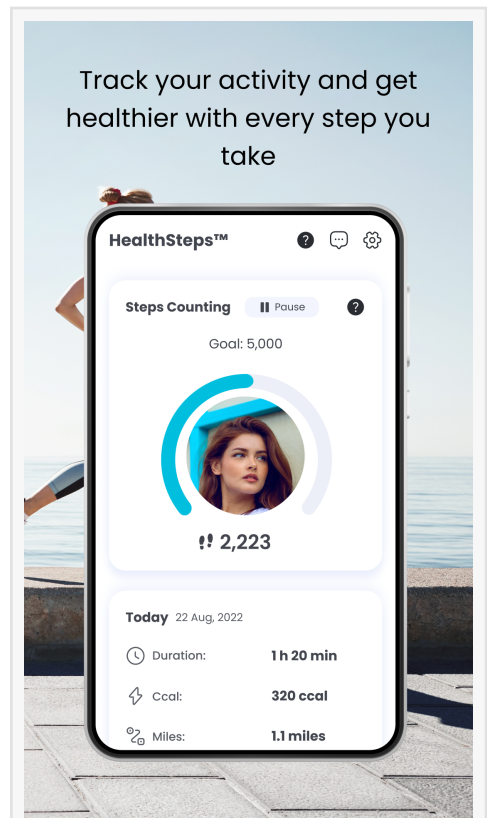 Track your activity and get
healthier with every step you
take
HealthSteps™
Steps Counting
Pause
Goal: 5,000
2,223
Today 22 Aug, 2022
Duration: 1 h 20 min
Ccal: 320 ccal
Miles: 1.1 miles